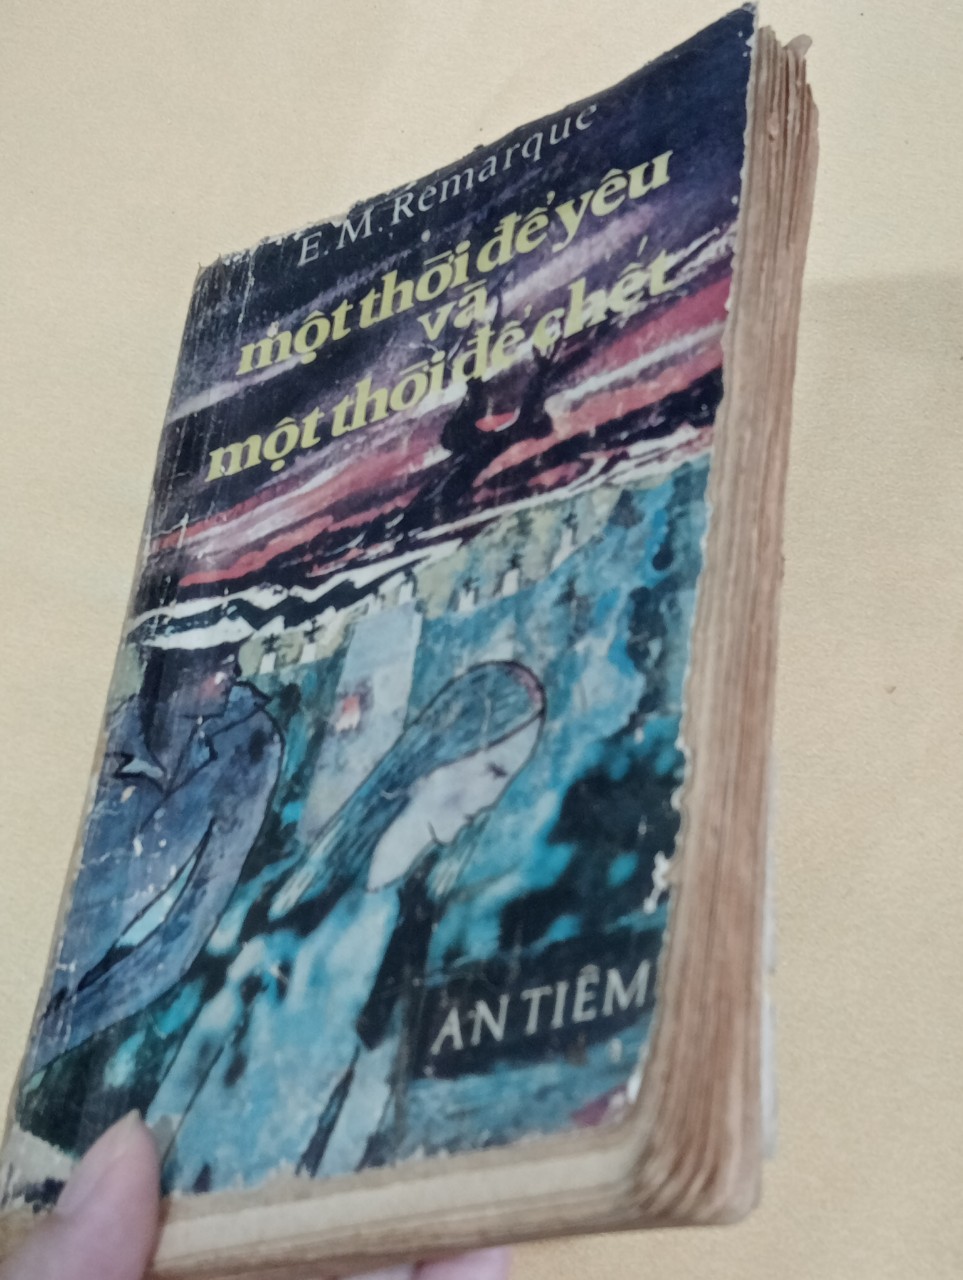 E. M. Remarque
một thời để yêu
và
một thời để chết
AN TIÊM